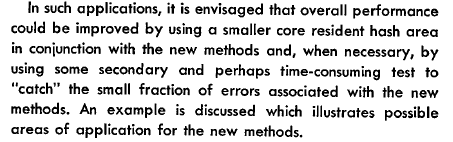 In such applications, it is envisaged that overall performance
could be improved by using a smaller core resident hash area
in conjunction with the new methods and, when necessary, by
using some secondary and perhaps time-consuming test to
"catch" the small fraction of errors associated with the new
methods. An example is discussed which illustrates possible
areas of application for the new methods.